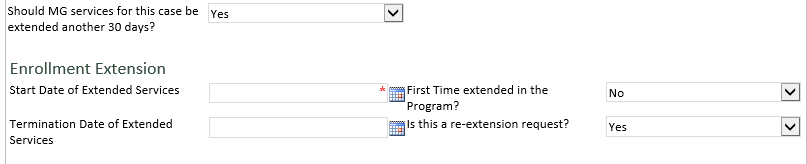 Should MG services for this case be extended another 30 days? Yes
Enrollment Extension
Start Date of Extended Services * First Time extended in the Program? No
Termination Date of Extended Services Is this a re-extension request? Yes